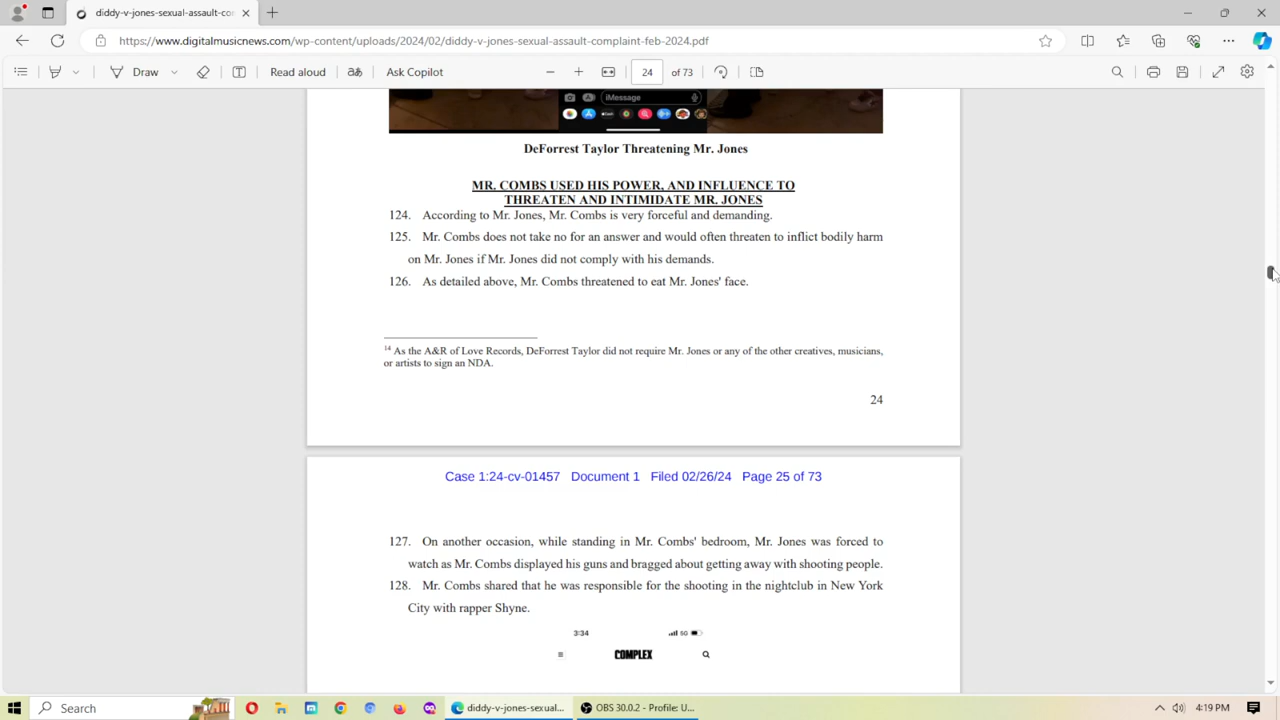 diddy-v-jones-sexual-assault-con
https://www.digitalmusicnews.com/wp-content/uploads/2024/02/diddy-v-jones-sexual-assault-complaint-feb-2024.pdf
Draw
Read aloud
Ask Copilot
24
of 73
iMessage
DeForrest Taylor Threatening Mr. Jones
MR. COMBS USED HIS POWER, AND INFLUENCE TO
THREATEN AND INTIMIDATE MR. JONES
124. According to Mr. Jones, Mr. Combs is very forceful and demanding.
125. Mr. Combs does not take no for an answer and would often threaten to inflict bodily harm
on Mr. Jones if Mr. Jones did not comply with his demands.
126. As detailed above, Mr. Combs threatened to eat Mr. Jones' face.
14 As the A&R of Love Records, DeForrest Taylor did not require Mr. Jones or any of the other creatives, musicians,
or artists to sign an NDA.
24
Case 1:24-cv-01457 Document 1 Filed 02/26/24 Page 25 of 73
127. On another occasion, while standing in Mr. Combs' bedroom, Mr. Jones was forced to
watch as Mr. Combs displayed his guns and bragged about getting away with shooting people.
128. Mr. Combs shared that he was responsible for the shooting in the nightclub in New York
City with rapper Shyne.
3:34
5G
COMPLEX
Search
diddy-v-jones-sexual...
OBS 30.0.2 - Profile: U...
4:19 PM